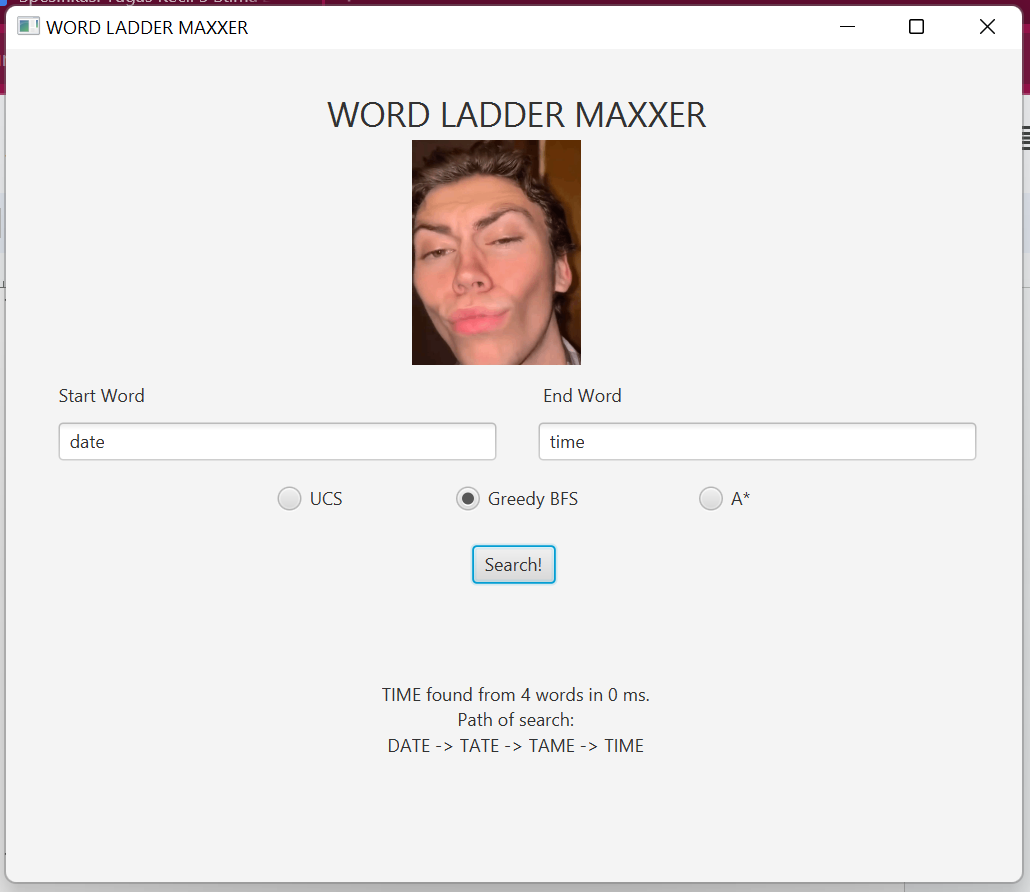 WORD LADDER MAXXER
WORD LADDER MAXXER
Start Word
End Word
date
time
UCS
Greedy BFS
A*
Search!
TIME found from 4 words in 0 ms.
Path of search:
DATE -> TATE -> TAME -> TIME